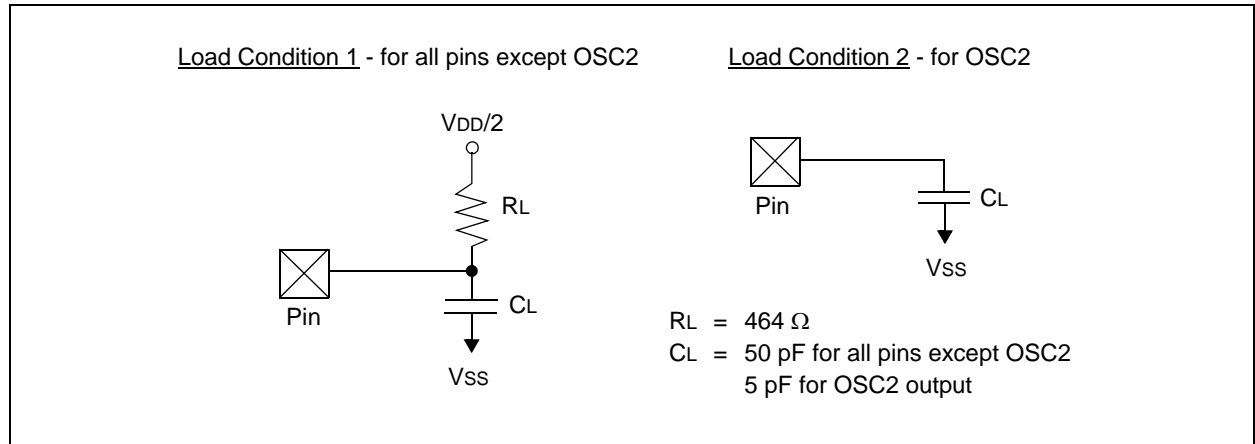 Load Condition 1 - for all pins except OSC2
VDD/2
RL
Pin
CL
VSS
Load Condition 2 - for OSC2
Pin
CL
VSS
RL = 464 Ω
CL = 50 pF for all pins except OSC2
5 pF for OSC2 output